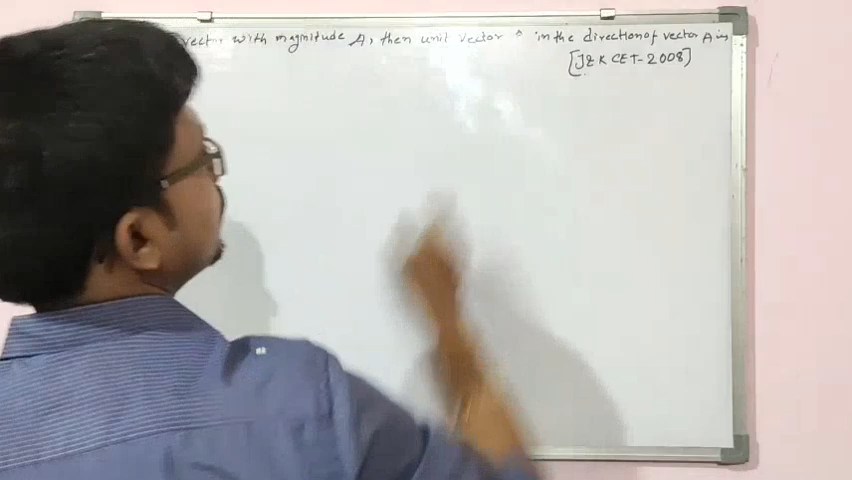 vector with magnitude A, then unit vector ^ in the direction of vector A is
[J&K CET-2008]